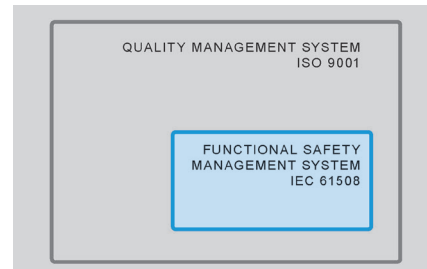 QUALITY MANAGEMENT SYSTEM
ISO 9001
FUNCTIONAL SAFETY
MANAGEMENT SYSTEM
IEC 61508